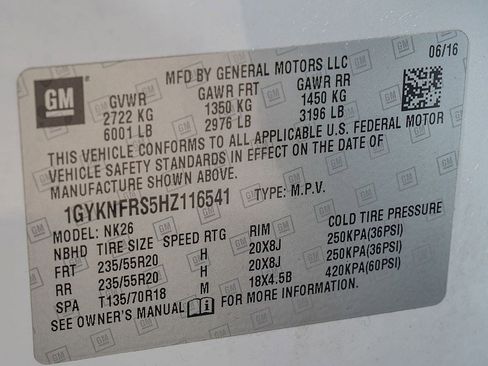 GM
06/16
MFD BY GENERAL MOTORS LLC
GVWR GAWR FRT GAWR RR
2722 KG 1350 KG 1450 KG
6001 LB 2976 LB 3196 LB
THIS VEHICLE CONFORMS TO ALL APPLICABLE U.S. FEDERAL MOTOR
VEHICLE SAFETY STANDARDS IN EFFECT ON THE DATE OF
MANUFACTURE SHOWN ABOVE.
1GYKNFRS5HZ116541 TYPE: M.P.V.
MODEL: NK26
NBHD TIRE SIZE SPEED RTG RIM COLD TIRE PRESSURE
FRT 235/55R20 H 20X8J 250KPA(36PSI)
RR 235/55R20 H 20X8J 250KPA(36PSI)
SPA T135/70R18 M 18X4.5B 420KPA(60PSI)
SEE OWNER'S MANUAL FOR MORE INFORMATION.